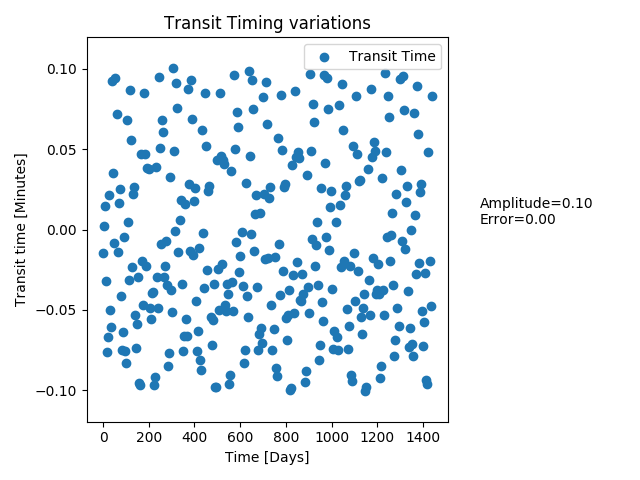 Transit Timing variations
Transit Time
0.10
0.05
0.00
−0.05
−0.10
Transit time [Minutes]
0 200 400 600 800 1000 1200 1400
Time [Days]
Amplitude=0.10
Error=0.00